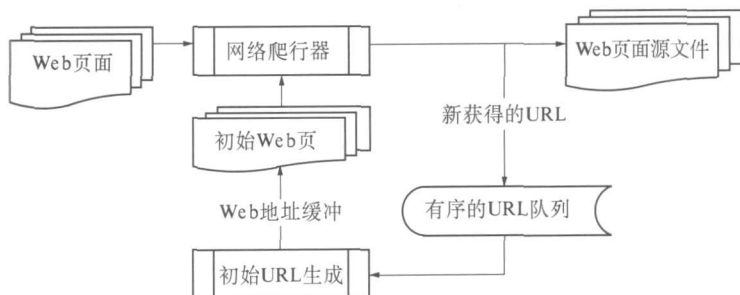 Web页面
网络爬行器
Web页面源文件
新获得的URL
初始Web页
Web地址缓冲
有序的URL队列
初始URL生成